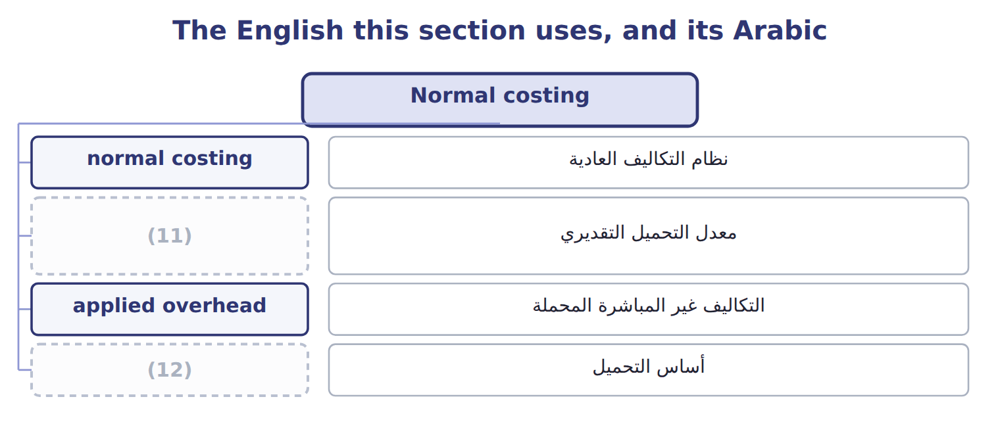 The English this section uses, and its Arabic
Normal costing
normal costing
نظام التكاليف العادية
(11)
معدل التحميل التقديري
applied overhead
التكاليف غير المباشرة المحملة
(12)
أساس التحميل